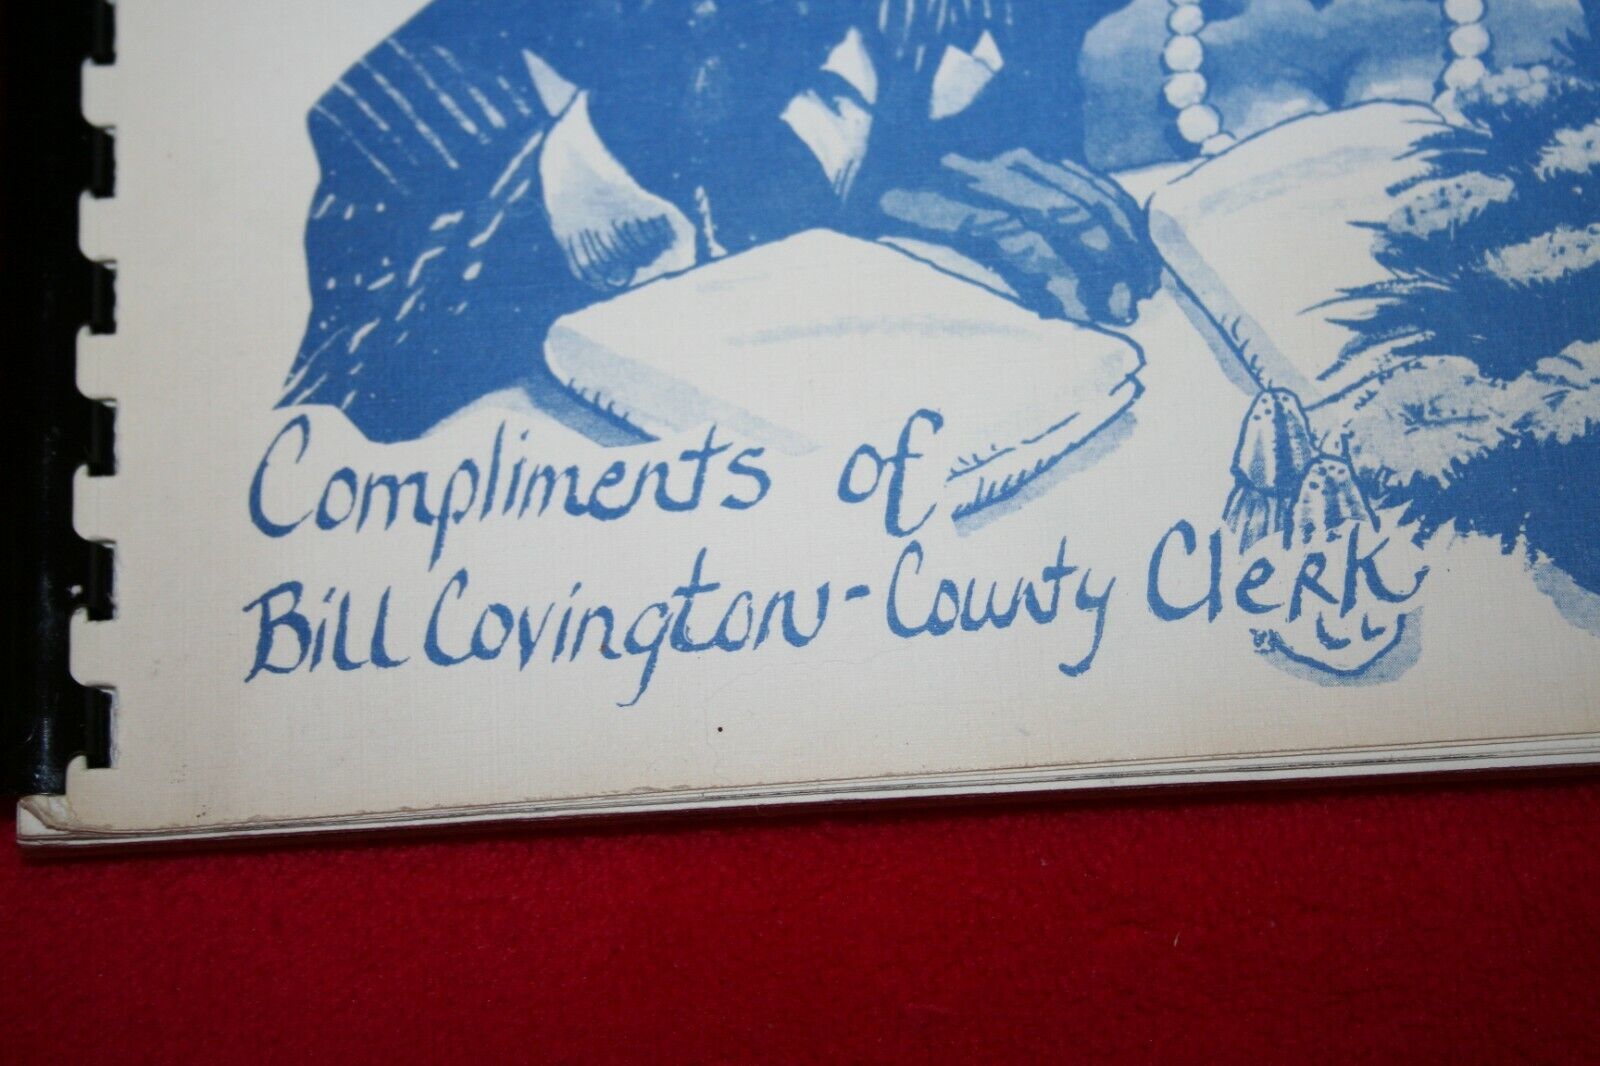 Compliments of
Bill Covington - County Clerk